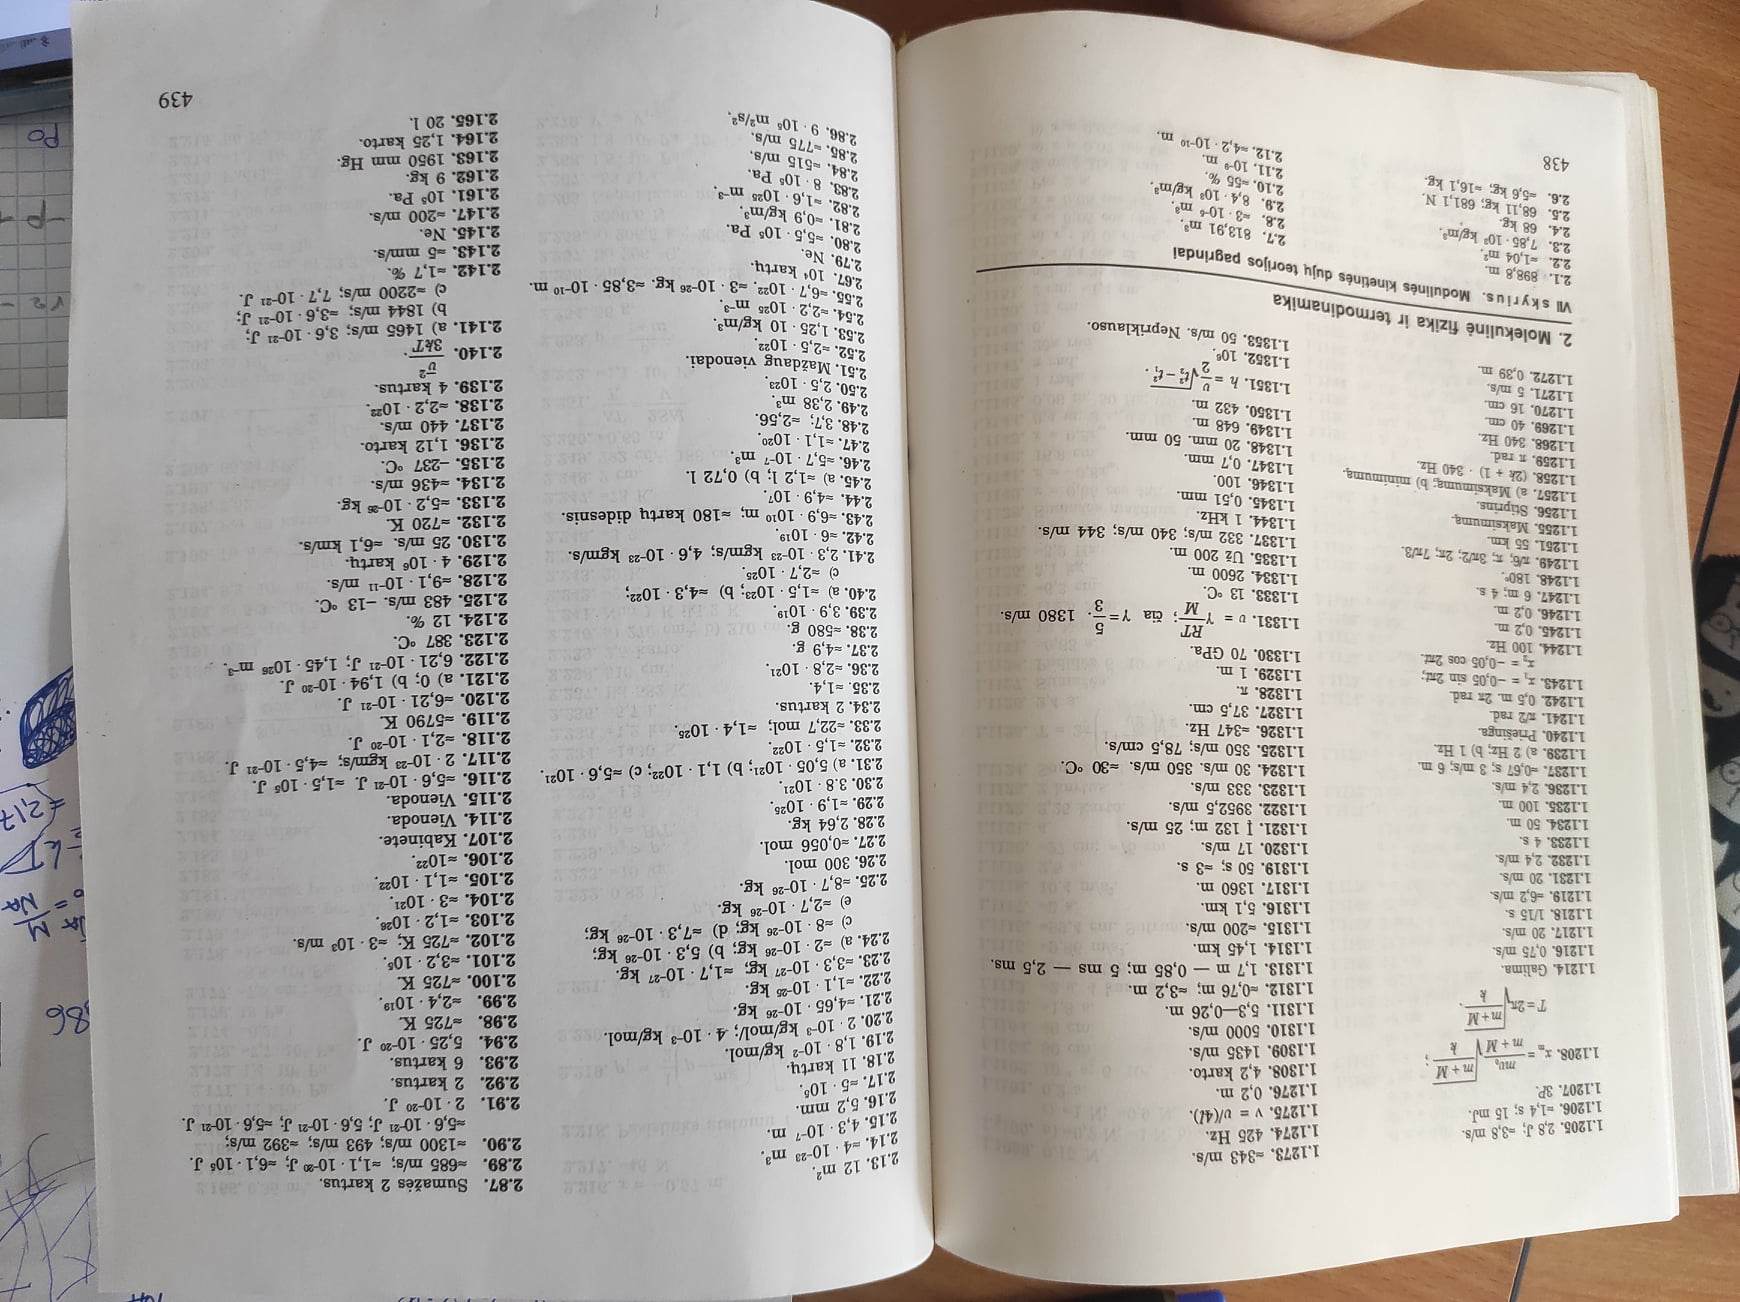 1.1205. 2,8 J; ≈3,8 m/s.
1.1206. ≈1,4 s; 15 mJ.
1.1207. 3P.
1.1208. xₘ = mv₀/(m + M) √((m + M)/k);
T = 2π√((m + M)/k).
1.1214. Galima.
1.1216. 0,75 m/s.
1.1217. 20 m/s.
1.1218. 1/15 s.
1.1219. ≈6,2 m/s.
1.1231. 20 m/s.
1.1232. 2,4 m/s.
1.1233. 4 s.
1.1234. 50 m.
1.1235. 100 m.
1.1236. 2,4 m/s.
1.1237. ≈0,67 s; 3 m/s; 6 m.
1.1239. a) 2 Hz; b) 1 Hz.
1.1240. Priešinga.
1.1241. π/2 rad.
1.1242. 0,5 m. 2π rad.
1.1243. x₁ = −0,05 sin 2πt;
x₂ = −0,05 cos 2πt.
1.1244. 100 Hz.
1.1245. 0,2 m.
1.1246. 0,2 m.
1.1247. 6 m; 4 s.
1.1248. 180°.
1.1249. π/6; π; 3π/2; 2π; 7π/3.
1.1251. 55 km.
1.1255. Maksimumą.
1.1256. Stiprins.
1.1257. a) Maksimumą; b) minimumą.
1.1258. (2k + 1) · 340 Hz.
1.1259. π rad.
1.1268. 340 Hz.
1.1269. 40 cm.
1.1270. 16 cm.
1.1271. 5 m/s.
1.1272. 0,39 m.
1.1273. ≈343 m/s.
1.1274. 425 Hz.
1.1275. ν = υ/(4l).
1.1276. 0,2 m.
1.1308. 4,2 karto.
1.1309. 1435 m/s.
1.1310. 5000 m/s.
1.1311. 5,3—0,26 m.
1.1312. ≈0,76 m; ≈3,2 m.
1.1313. 1,7 m — 0,85 m; 5 ms — 2,5 ms.
1.1314. 1,45 km.
1.1315. ≈200 m/s.
1.1316. 5,1 km.
1.1317. 1360 m.
1.1319. 50 s; ≈3 s.
1.1320. 17 m/s.
1.1321. Į 132 m; 25 m/s.
1.1322. 3952,5 m/s.
1.1323. 333 m/s.
1.1324. 30 m/s. 350 m/s. ≈30 °C.
1.1325. 350 m/s; 78,5 cm/s.
1.1326. ≈347 Hz.
1.1327. 37,5 cm.
1.1328. π.
1.1329. 1 m.
1.1330. 70 GPa.
1.1331. υ = γ RT/M; čia γ = 5/3. 1380 m/s.
1.1333. 13 °C.
1.1334. 2600 m.
1.1335. Už 200 m.
1.1337. 332 m/s; 340 m/s; 344 m/s.
1.1344. 1 kHz.
1.1345. 0,51 mm.
1.1346. 100.
1.1347. 0,7 mm.
1.1348. 20 mm. 50 mm.
1.1349. 648 m.
1.1350. 432 m.
1.1351. h = υ/2 √(t₂² − t₁²).
1.1352. 10⁶.
1.1353. 50 m/s. Nepriklauso.
2. Molekulinė fizika ir termodinamika
VII skyrius. Modulinės kinetinės dujų teorijos pagrindai
2.1. 898,8 m.
2.2. ≈1,04 m².
2.3. 7,85 · 10³ kg/m³.
2.4. 68 kg.
2.5. 68,11 kg; 681,1 N.
2.6. ≈5,6 kg; ≈16,1 kg.
2.7. 813,91 m³.
2.8. ≈3 · 10⁻⁶ m³.
2.9. 8,4 · 10³ kg/m³.
2.10. ≈55 %.
2.11. 10⁻⁹ m.
2.12. ≈4,2 · 10⁻¹⁰ m.
438
2.13. 12 m².
2.14. ≈4 · 10⁻²³ m³.
2.15. 4,3 · 10⁻⁷ m.
2.16. 5,2 mm.
2.17. ≈5 · 10⁵.
2.18. 11 kartų.
2.19. 1,8 · 10⁻² kg/mol.
2.20. 2 · 10⁻³ kg/mol/; 4 · 10⁻³ kg/mol.
2.21. ≈4,65 · 10⁻²⁶ kg.
2.22. ≈1,1 · 10⁻²⁵ kg.
2.23. ≈3,3 · 10⁻²⁷ kg; ≈1,7 · 10⁻²⁷ kg.
2.24. a) ≈2 · 10⁻²⁶ kg; b) 5,3 · 10⁻²⁶ kg;
c) ≈8 · 10⁻²⁶ kg; d) ≈7,3 · 10⁻²⁶ kg;
e) ≈2,7 · 10⁻²⁶ kg.
2.25. ≈8,7 · 10⁻²⁶ kg.
2.26. 300 mol.
2.27. ≈0,056 mol.
2.28. 2,64 kg.
2.29. ≈1,9 · 10²⁵.
2.30. 3.8 · 10²¹.
2.31. a) 5,05 · 10²¹; b) 1,1 · 10²²; c) ≈5,6 · 10²¹.
2.32. ≈1,5 · 10²².
2.33. ≈22,7 mol; ≈1,4 · 10²⁵.
2.34. 2 kartus.
2.35. ≈1,4.
2.36. ≈2,8 · 10²¹.
2.37. ≈4,9 g.
2.38. ≈580 g.
2.39. 3,9 · 10¹⁹.
2.40. a) ≈1,5 · 10²³; b) ≈4,3 · 10²²;
c) ≈2,7 · 10²⁵.
2.41. 2,3 · 10⁻²³ kgm/s; 4,6 · 10⁻²³ kgm/s.
2.42. ≈6 · 10¹⁹.
2.43. ≈6,9 · 10¹⁰ m; ≈180 kartų didesnis.
2.44. ≈4,9 · 10⁷.
2.45. a) ≈1,2 l; b) 0,72 l.
2.46. ≈5,7 · 10⁻⁷ m³.
2.47. ≈1,1 · 10²⁰.
2.48. 3,7; ≈2,56.
2.49. 2,38 m³.
2.50. 2,5 · 10²³.
2.51. Maždaug vienodai.
2.52. ≈2,5 · 10²².
2.53. 1,25 · 10 kg/m³.
2.54. ≈2,2 · 10²⁵ m⁻³.
2.55. ≈6,7 · 10²². ≈3 · 10⁻²⁶ kg. ≈3,85 · 10⁻¹⁰ m.
2.67. 10⁴ kartų.
2.79. Ne.
2.80. ≈5,5 · 10⁵ Pa.
2.81. ≈0,9 kg/m³.
2.82. ≈1,6 · 10²⁵ m⁻³.
2.83. 8 · 10⁵ Pa.
2.84. ≈515 m/s.
2.85. ≈775 m/s.
2.86. 9 · 10⁵ m²/s².
2.87. Sumažės 2 kartus.
2.89. ≈685 m/s; ≈1,1 · 10⁻²⁰ J; ≈6,1 · 10⁵ J.
2.90. ≈1300 m/s; 493 m/s; ≈392 m/s;
≈5,6 · 10⁻²¹ J; 5,6 · 10⁻²¹ J; ≈5,6 · 10⁻²¹ J.
2.91. 2 · 10⁻²⁰ J.
2.92. 2 kartus.
2.93. 6 kartus.
2.94. 5,25 · 10⁻²⁰ J.
2.98. ≈725 K.
2.99. ≈2,4 · 10¹⁹.
2.100. ≈725 K.
2.101. ≈3,2 · 10⁵.
2.102. ≈725 K; ≈3 · 10³ m/s.
2.103. ≈1,2 · 10²⁶.
2.104. ≈3 · 10²¹.
2.105. ≈1,1 · 10²².
2.106. ≈10²².
2.107. Kabinete.
2.114. Vienoda.
2.115. Vienoda.
2.116. ≈5,6 · 10⁻²¹ J. ≈1,5 · 10⁵ J.
2.117. 2 · 10⁻²³ kgm/s; ≈4,5 · 10⁻²¹ J.
2.118. ≈2,1 · 10⁻²⁰ J.
2.119. ≈5790 K.
2.120. ≈6,21 · 10⁻²¹ J.
2.121. a) 0; b) 1,94 · 10⁻²⁰ J.
2.122. 6,21 · 10⁻²¹ J; 1,45 · 10²⁶ m⁻³.
2.123. 387 °C.
2.124. 12 %.
2.125. 483 m/s. −13 °C.
2.128. ≈9,1 · 10⁻¹¹ m/s.
2.129. 4 · 10⁶ kartų.
2.130. 25 m/s. ≈6,1 km/s.
2.132. ≈720 K.
2.133. ≈5,2 · 10⁻²⁶ kg.
2.134. ≈436 m/s.
2.135. −237 °C.
2.136. 1,12 karto.
2.137. 440 m/s.
2.138. ≈2,2 · 10²².
2.139. 4 kartus.
2.140. ῡ²/3kT.
2.141. a) 1465 m/s; 3,6 · 10⁻²¹ J;
b) 1844 m/s; ≈3,6 · 10⁻²¹ J;
c) ≈2200 m/s; 7,7 · 10⁻²¹ J.
2.142. ≈1,7 %.
2.143. ≈5 mm/s.
2.145. Ne.
2.147. ≈200 m/s.
2.161. 10⁵ Pa.
2.162. 9 kg.
2.163. 1950 mm Hg.
2.164. 1,25 karto.
2.165. 20 l.
439
M
NA